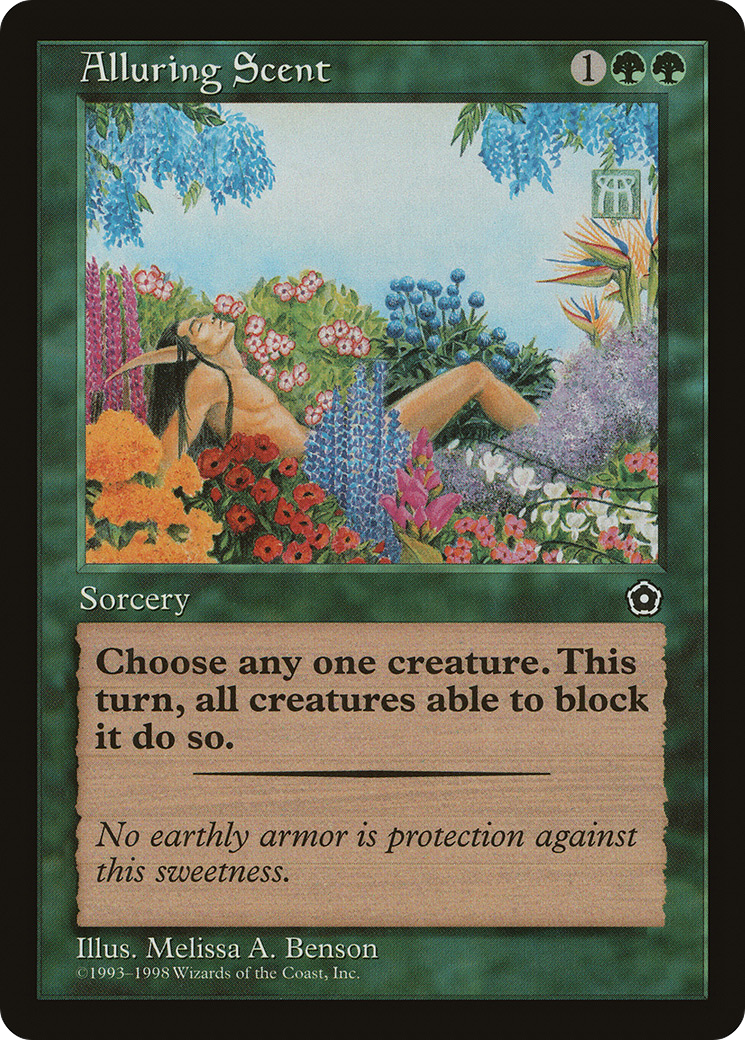 Alluring Scent 1
Sorcery
Choose any one creature. This
turn, all creatures able to block
it do so.
No earthly armor is protection against
this sweetness.
Illus. Melissa A. Benson
©1993–1998 Wizards of the Coast, Inc.